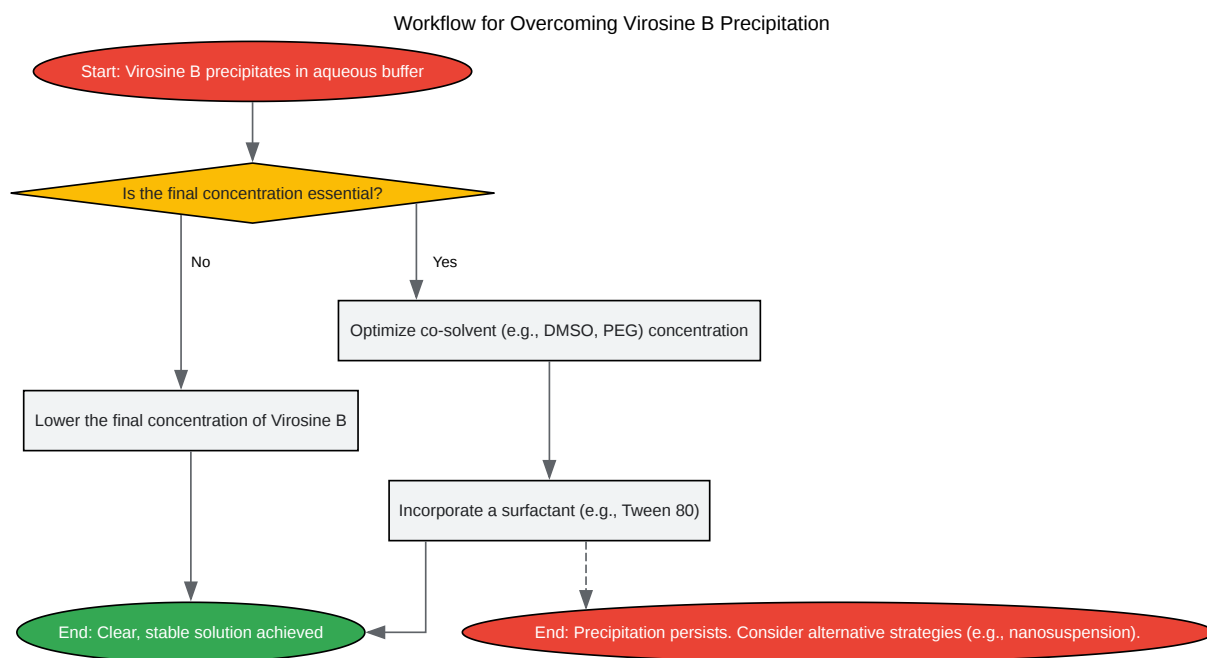 Workflow for Overcoming Virosine B Precipitation
Start: Virosine B precipitates in aqueous buffer
Is the final concentration essential?
No
Yes
Optimize co-solvent (e.g., DMSO, PEG) concentration
Lower the final concentration of Virosine B
Incorporate a surfactant (e.g., Tween 80)
End: Clear, stable solution achieved
End: Precipitation persists. Consider alternative strategies (e.g., nanosuspension).